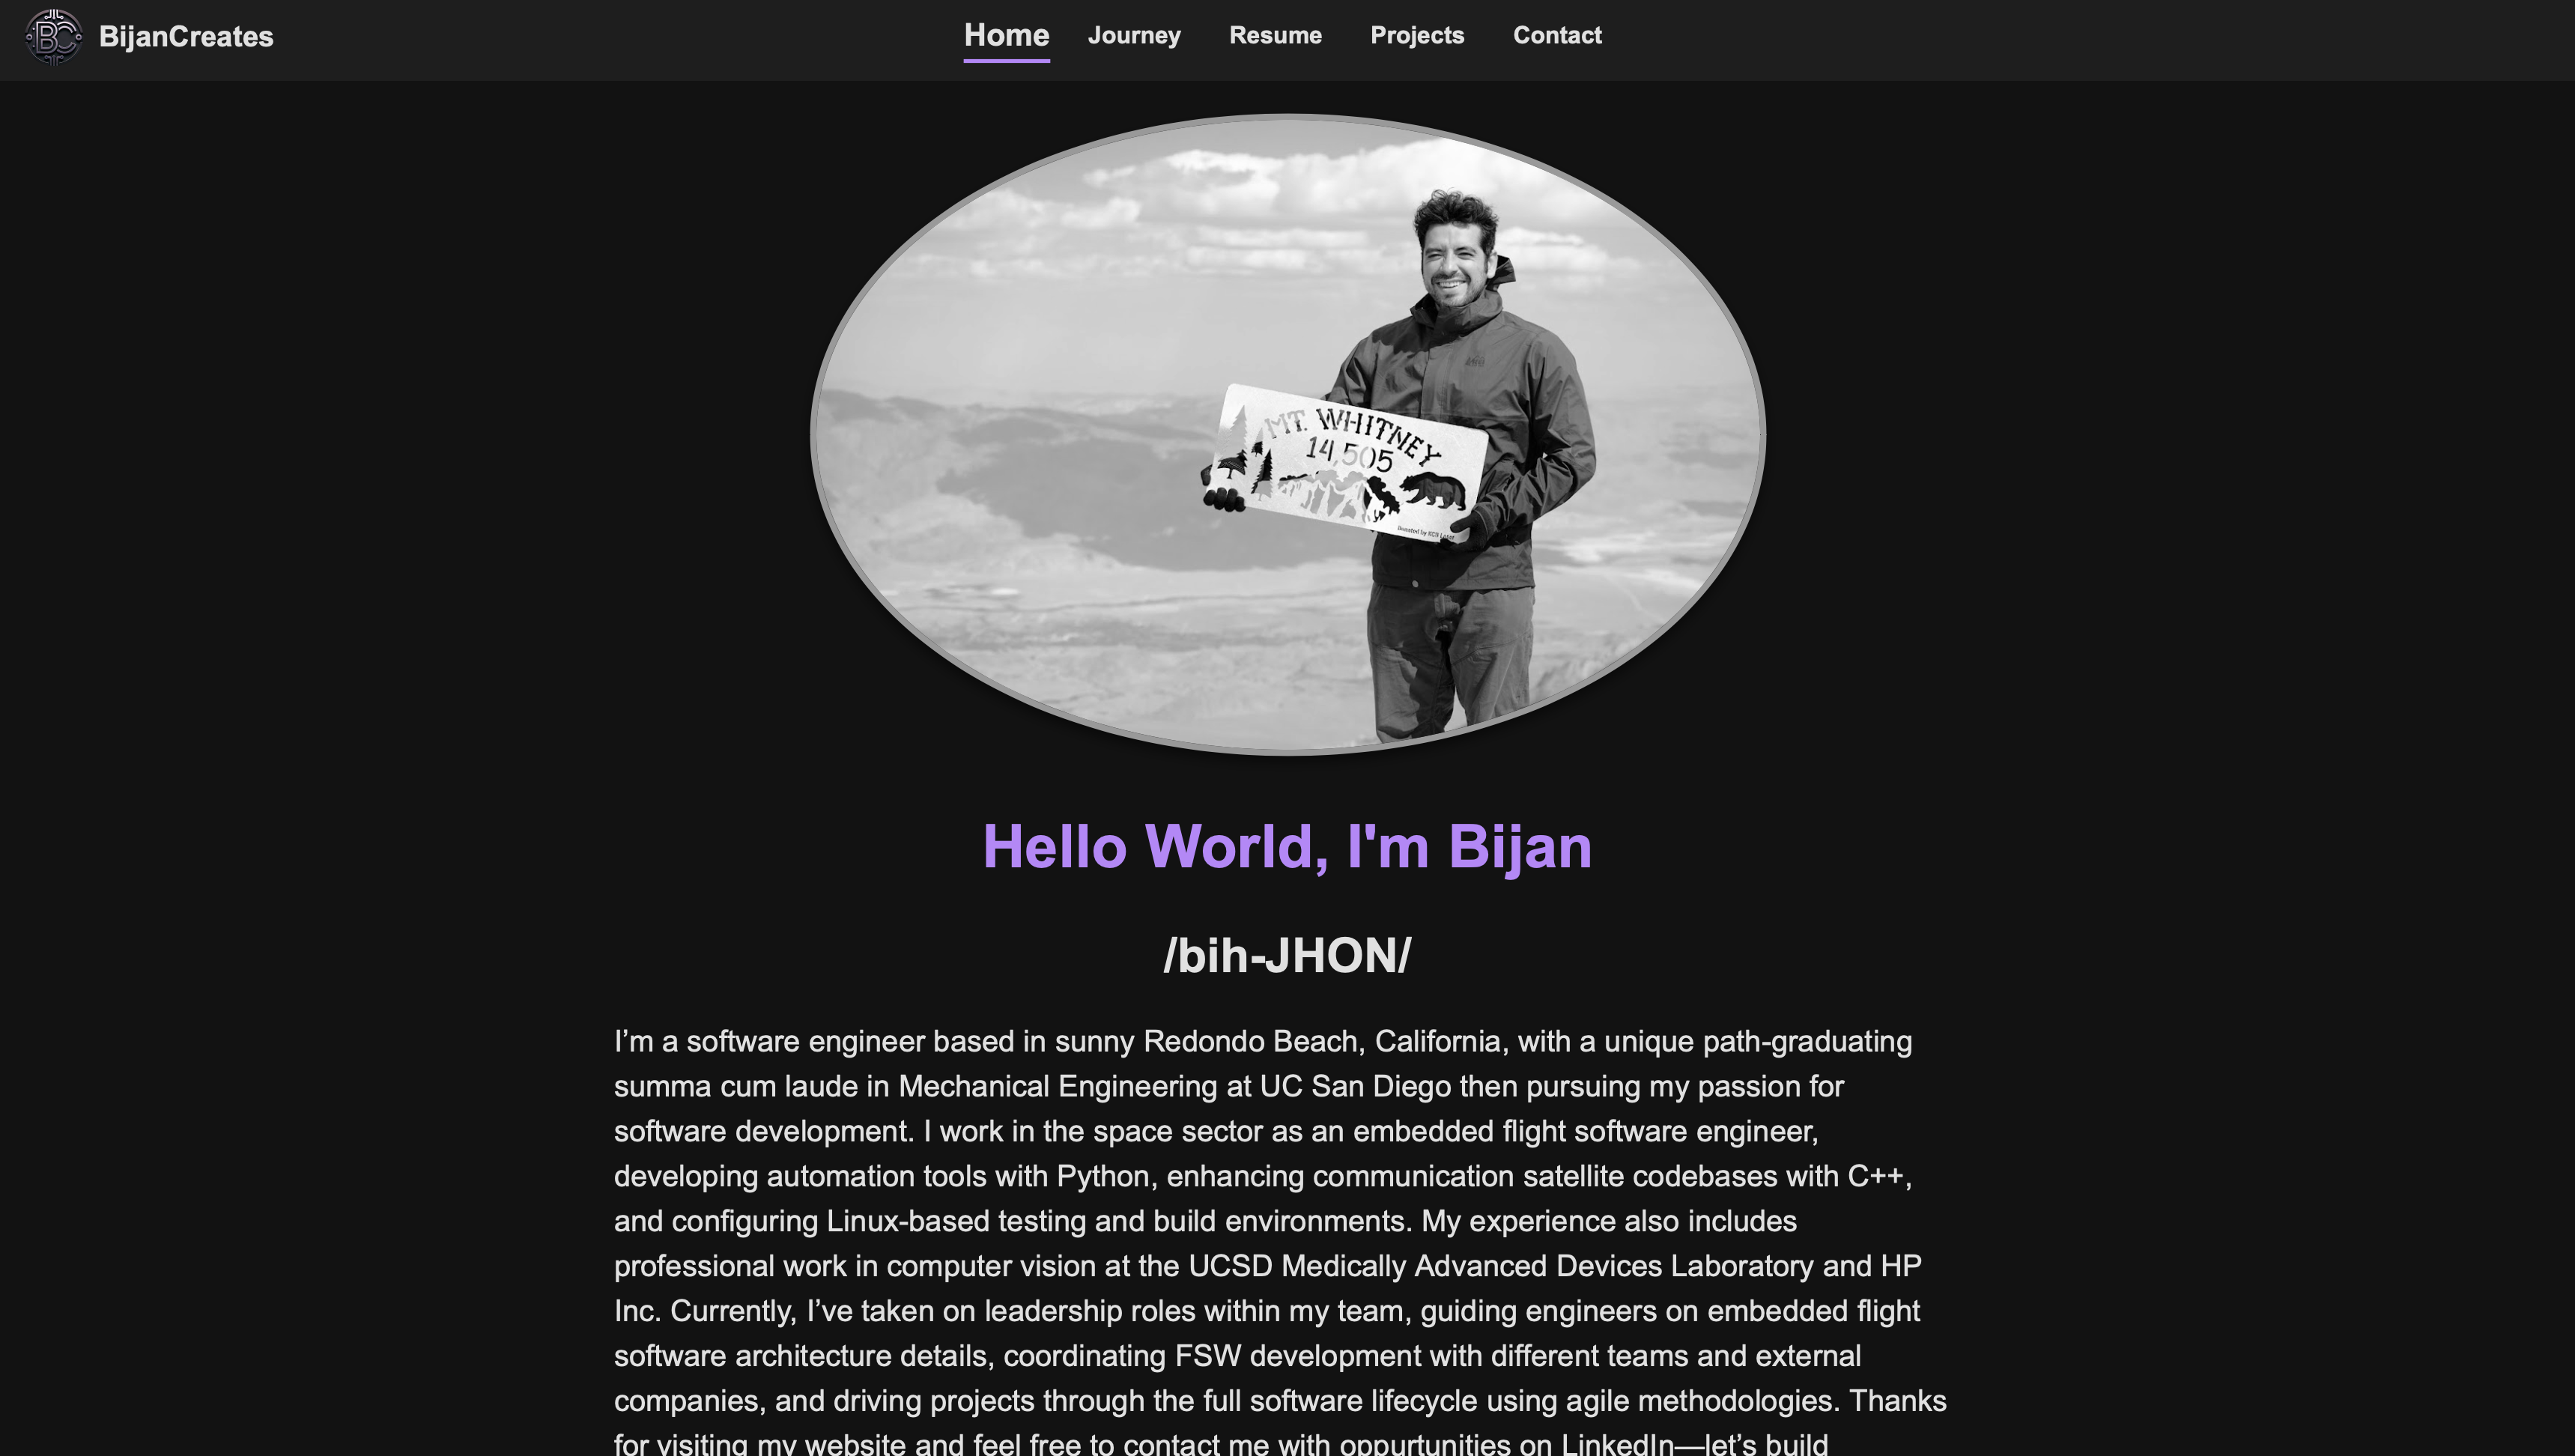 BC
BijanCreates
Home
Journey
Resume
Projects
Contact
MT. WHITNEY
14,505
Hello World, I'm Bijan
/bih-JHON/
I’m a software engineer based in sunny Redondo Beach, California, with a unique path-graduating
summa cum laude in Mechanical Engineering at UC San Diego then pursuing my passion for
software development. I work in the space sector as an embedded flight software engineer,
developing automation tools with Python, enhancing communication satellite codebases with C++,
and configuring Linux-based testing and build environments. My experience also includes
professional work in computer vision at the UCSD Medically Advanced Devices Laboratory and HP
Inc. Currently, I’ve taken on leadership roles within my team, guiding engineers on embedded flight
software architecture details, coordinating FSW development with different teams and external
companies, and driving projects through the full software lifecycle using agile methodologies. Thanks
for visiting my website and feel free to contact me with oppurtunities on LinkedIn—let’s build